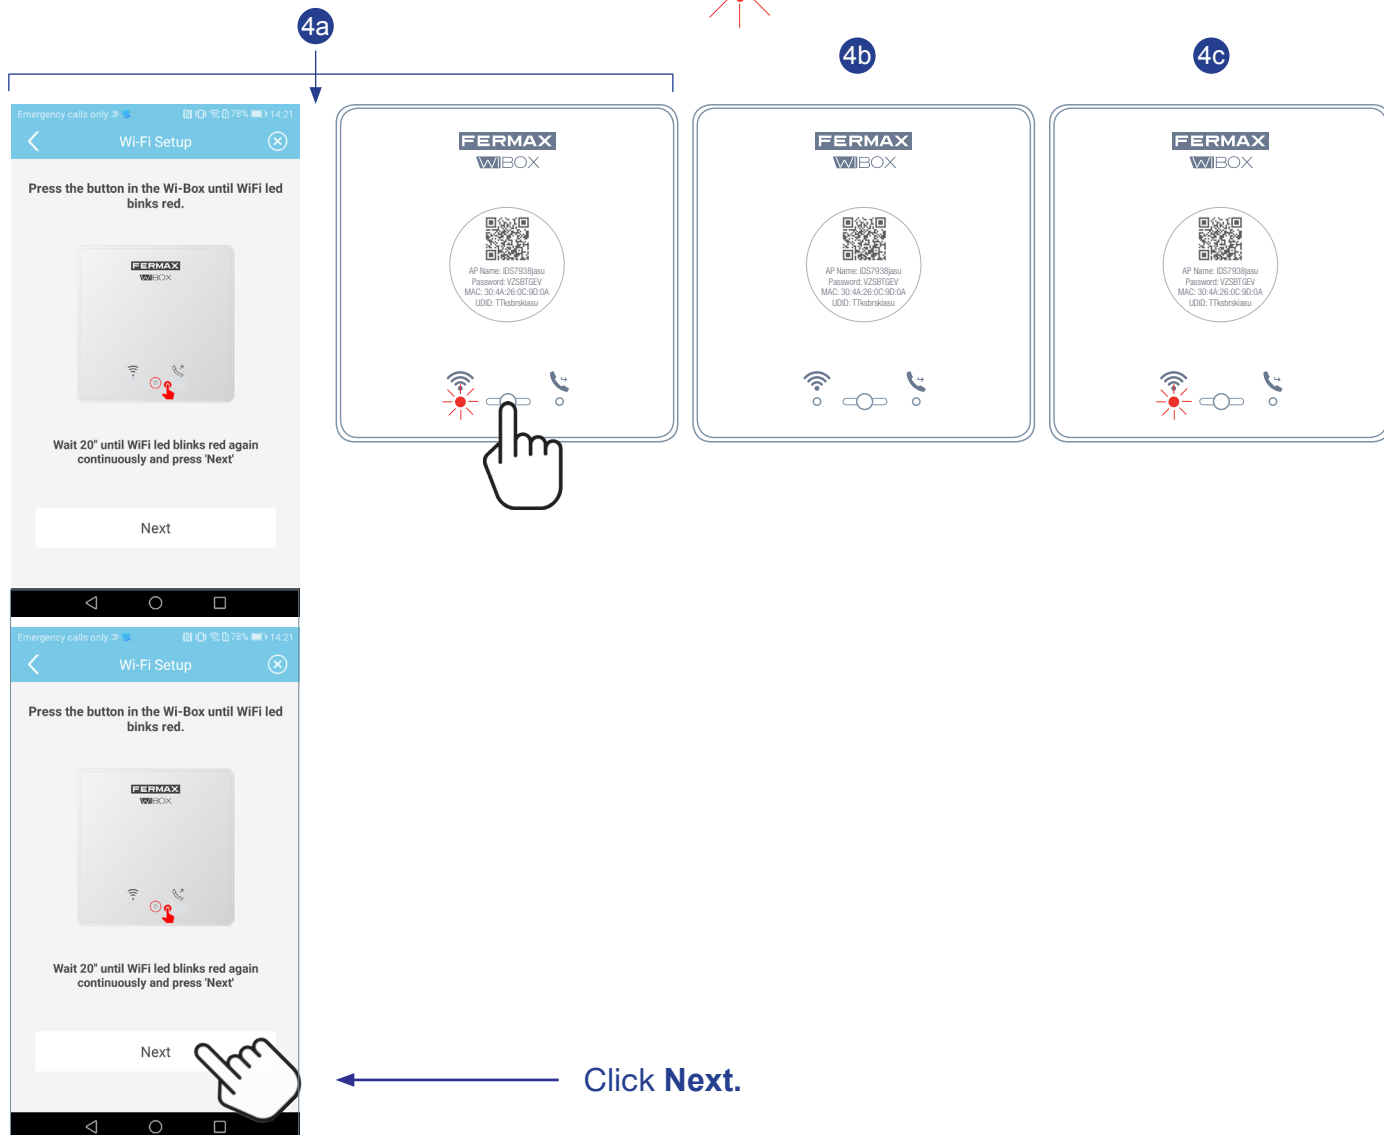 4a
4b
4c
Emergency calls only 78% 14:21
Wi-Fi Setup
Press the button in the Wi-Box until WiFi led
binks red.
FERMAX
WIBOX
Wait 20" until WiFi led blinks red again
continuously and press 'Next'
Next
FERMAX
WIBOX
AP Name: IDS7938jasu
Password: VZSBTGEV
MAC: 30:4A:26:0C:9D:0A
UDID: TTksbrskiasu
FERMAX
WIBOX
AP Name: IDS7938jasu
Password: VZSBTGEV
MAC: 30:4A:26:0C:9D:0A
UDID: TTksbrskiasu
FERMAX
WIBOX
AP Name: IDS7938jasu
Password: VZSBTGEV
MAC: 30:4A:26:0C:9D:0A
UDID: TTksbrskiasu
Emergency calls only 78% 14:21
Wi-Fi Setup
Press the button in the Wi-Box until WiFi led
binks red.
FERMAX
WIBOX
Wait 20" until WiFi led blinks red again
continuously and press 'Next'
Next
Click Next.